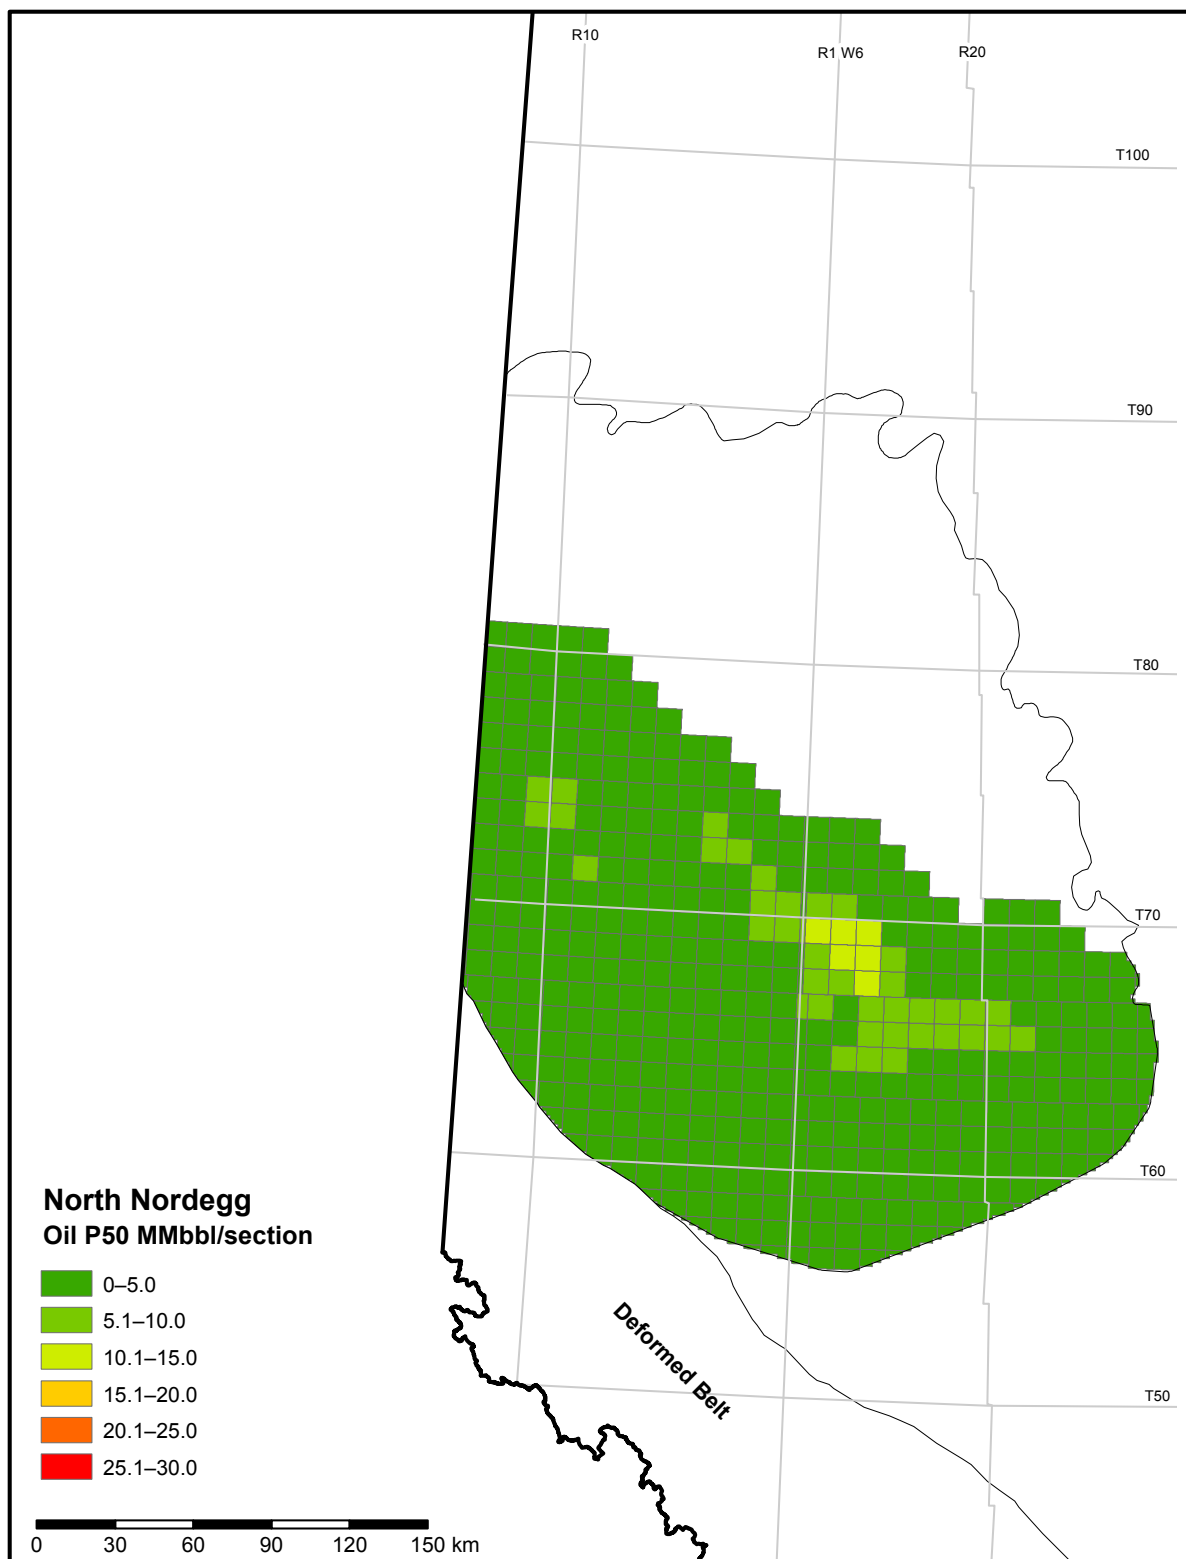 R10
R1 W6
R20
T100
T90
T80
T70
T60
T50
Deformed Belt
North Nordegg
Oil P50 MMbbl/section
0–5.0
5.1–10.0
10.1–15.0
15.1–20.0
20.1–25.0
25.1–30.0
0 30 60 90 120 150 km